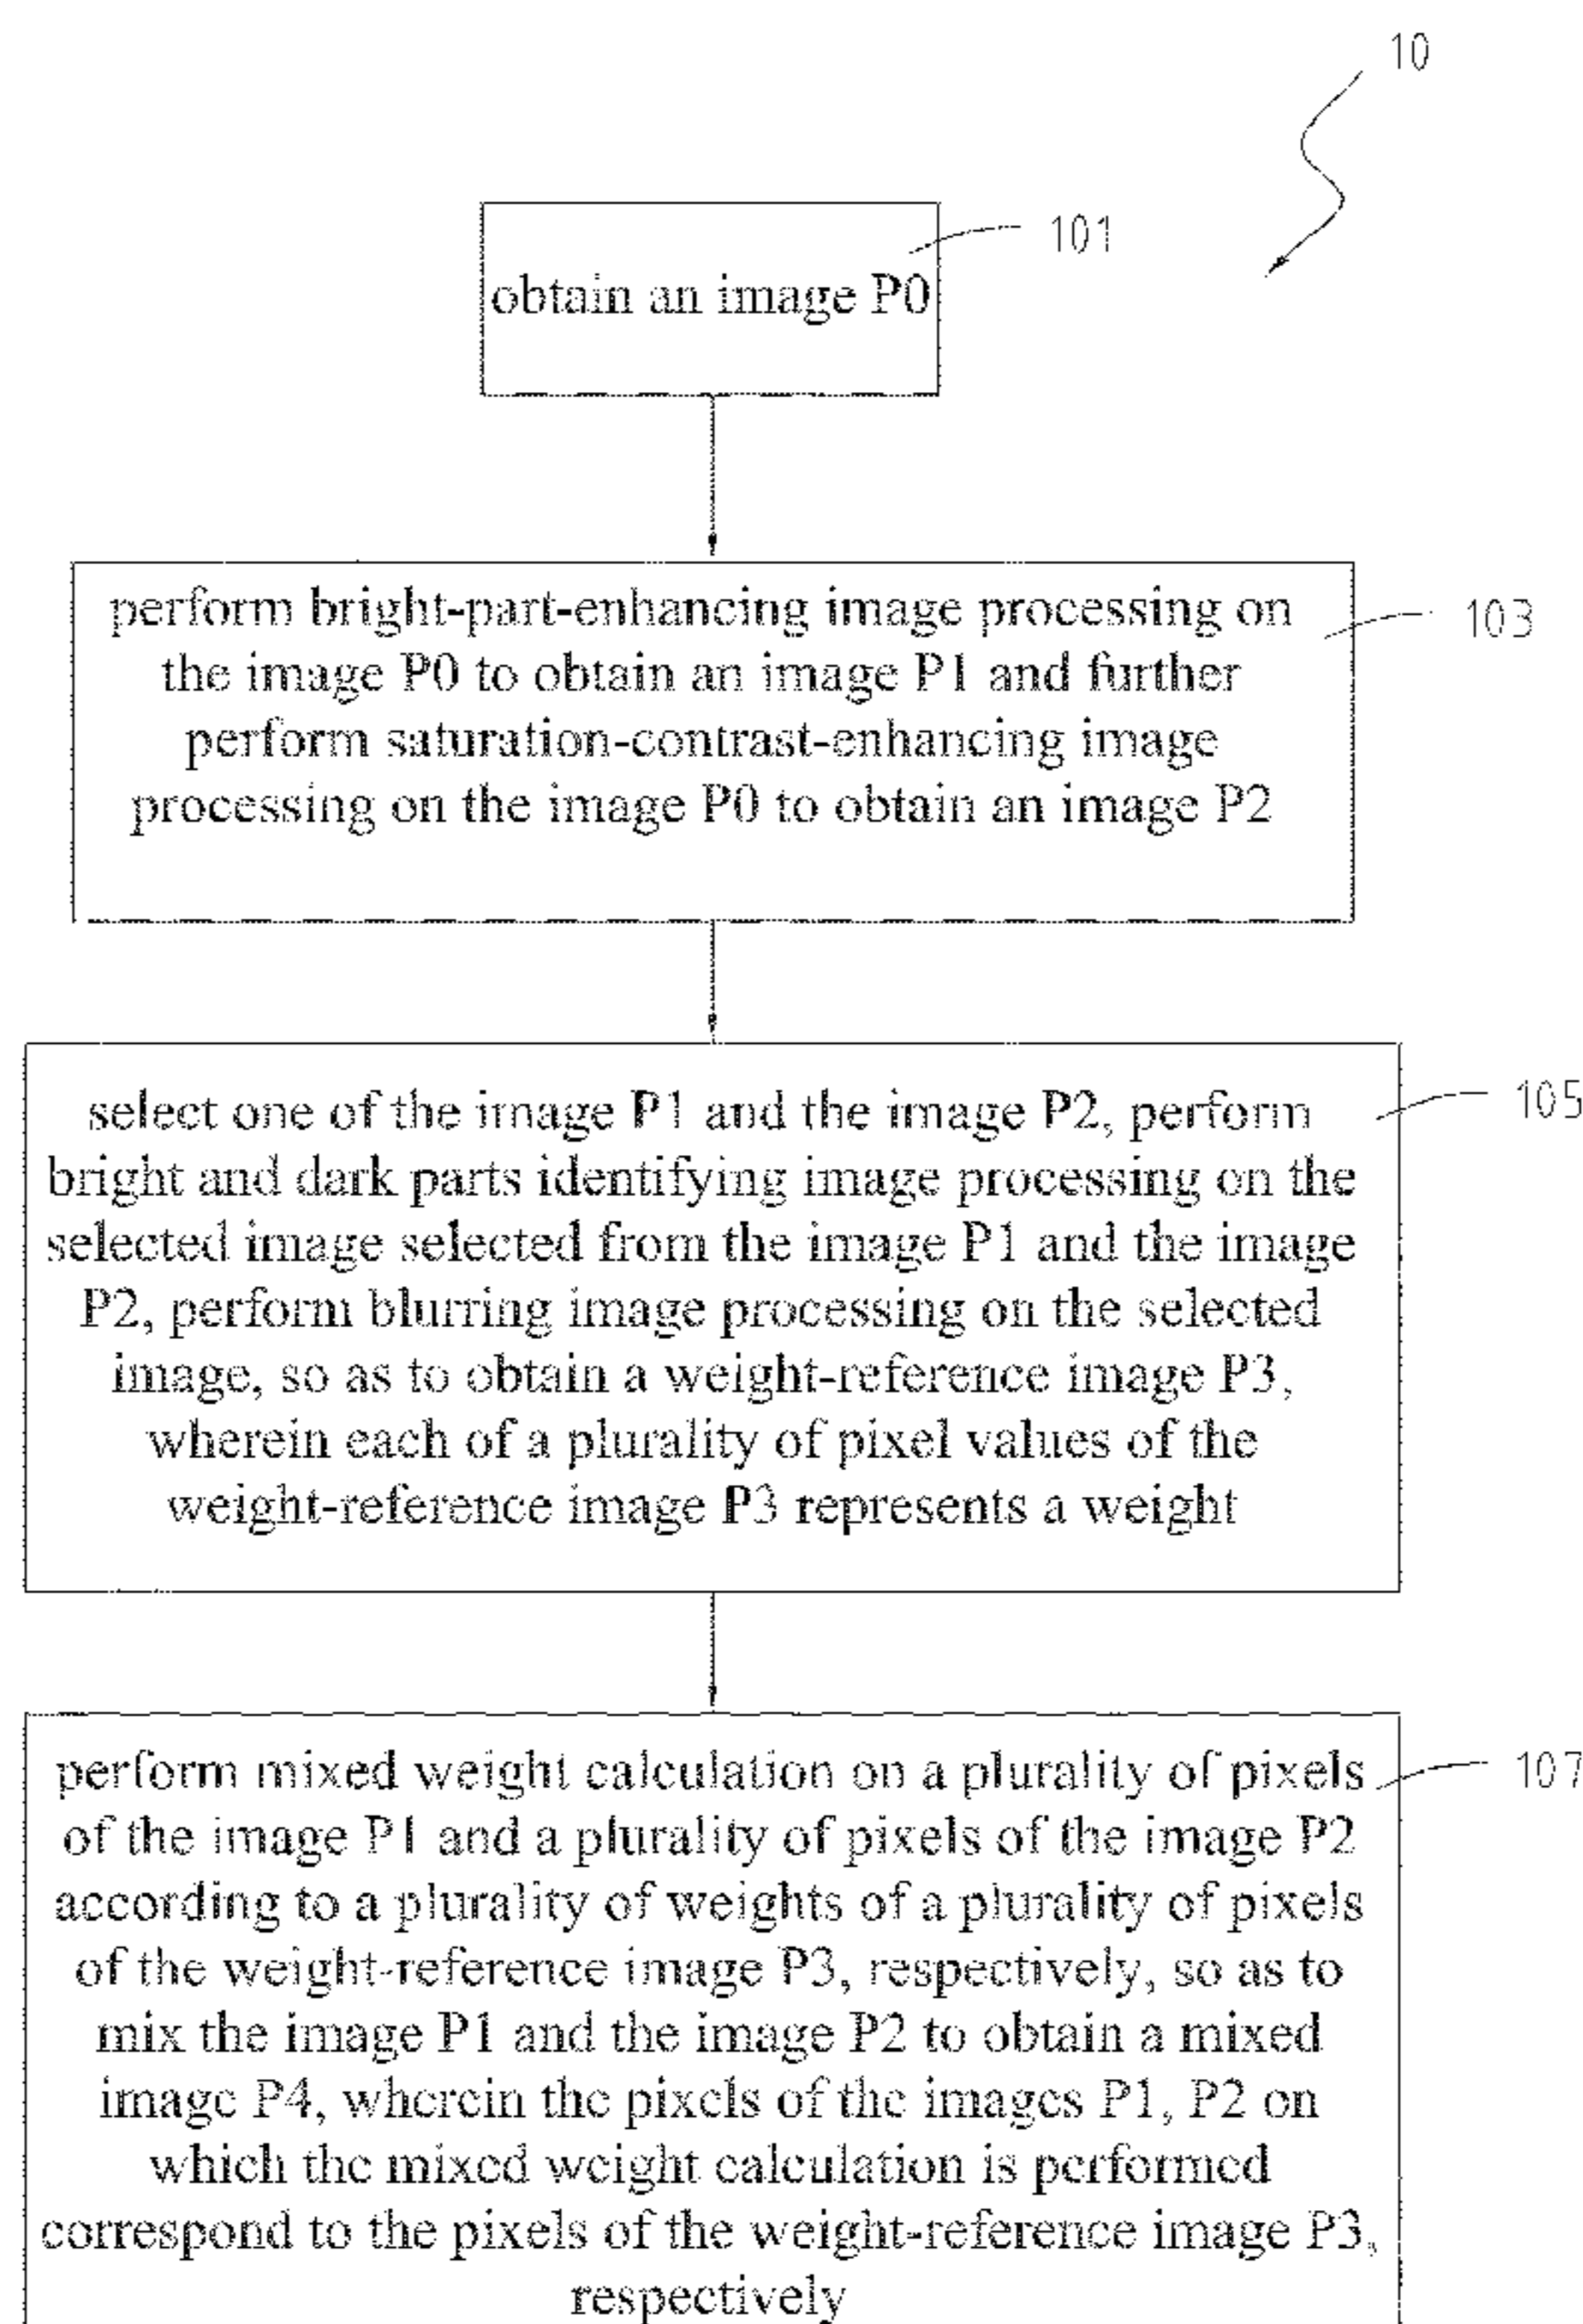 10
101
obtain an image P0
103
perform bright-part-enhancing image processing on
the image P0 to obtain an image P1 and further
perform saturation-contrast-enhancing image
processing on the image P0 to obtain an image P2
105
select one of the image P1 and the image P2, perform
bright and dark parts identifying image processing on the
selected image selected from the image P1 and the image
P2, perform blurring image processing on the selected
image, so as to obtain a weight-reference image P3,
wherein each of a plurality of pixel values of the
weight-reference image P3 represents a weight
107
perform mixed weight calculation on a plurality of pixels
of the image P1 and a plurality of pixels of the image P2
according to a plurality of weights of a plurality of pixels
of the weight-reference image P3, respectively, so as to
mix the image P1 and the image P2 to obtain a mixed
image P4, wherein the pixels of the images P1, P2 on
which the mixed weight calculation is performed
correspond to the pixels of the weight-reference image P3,
respectively